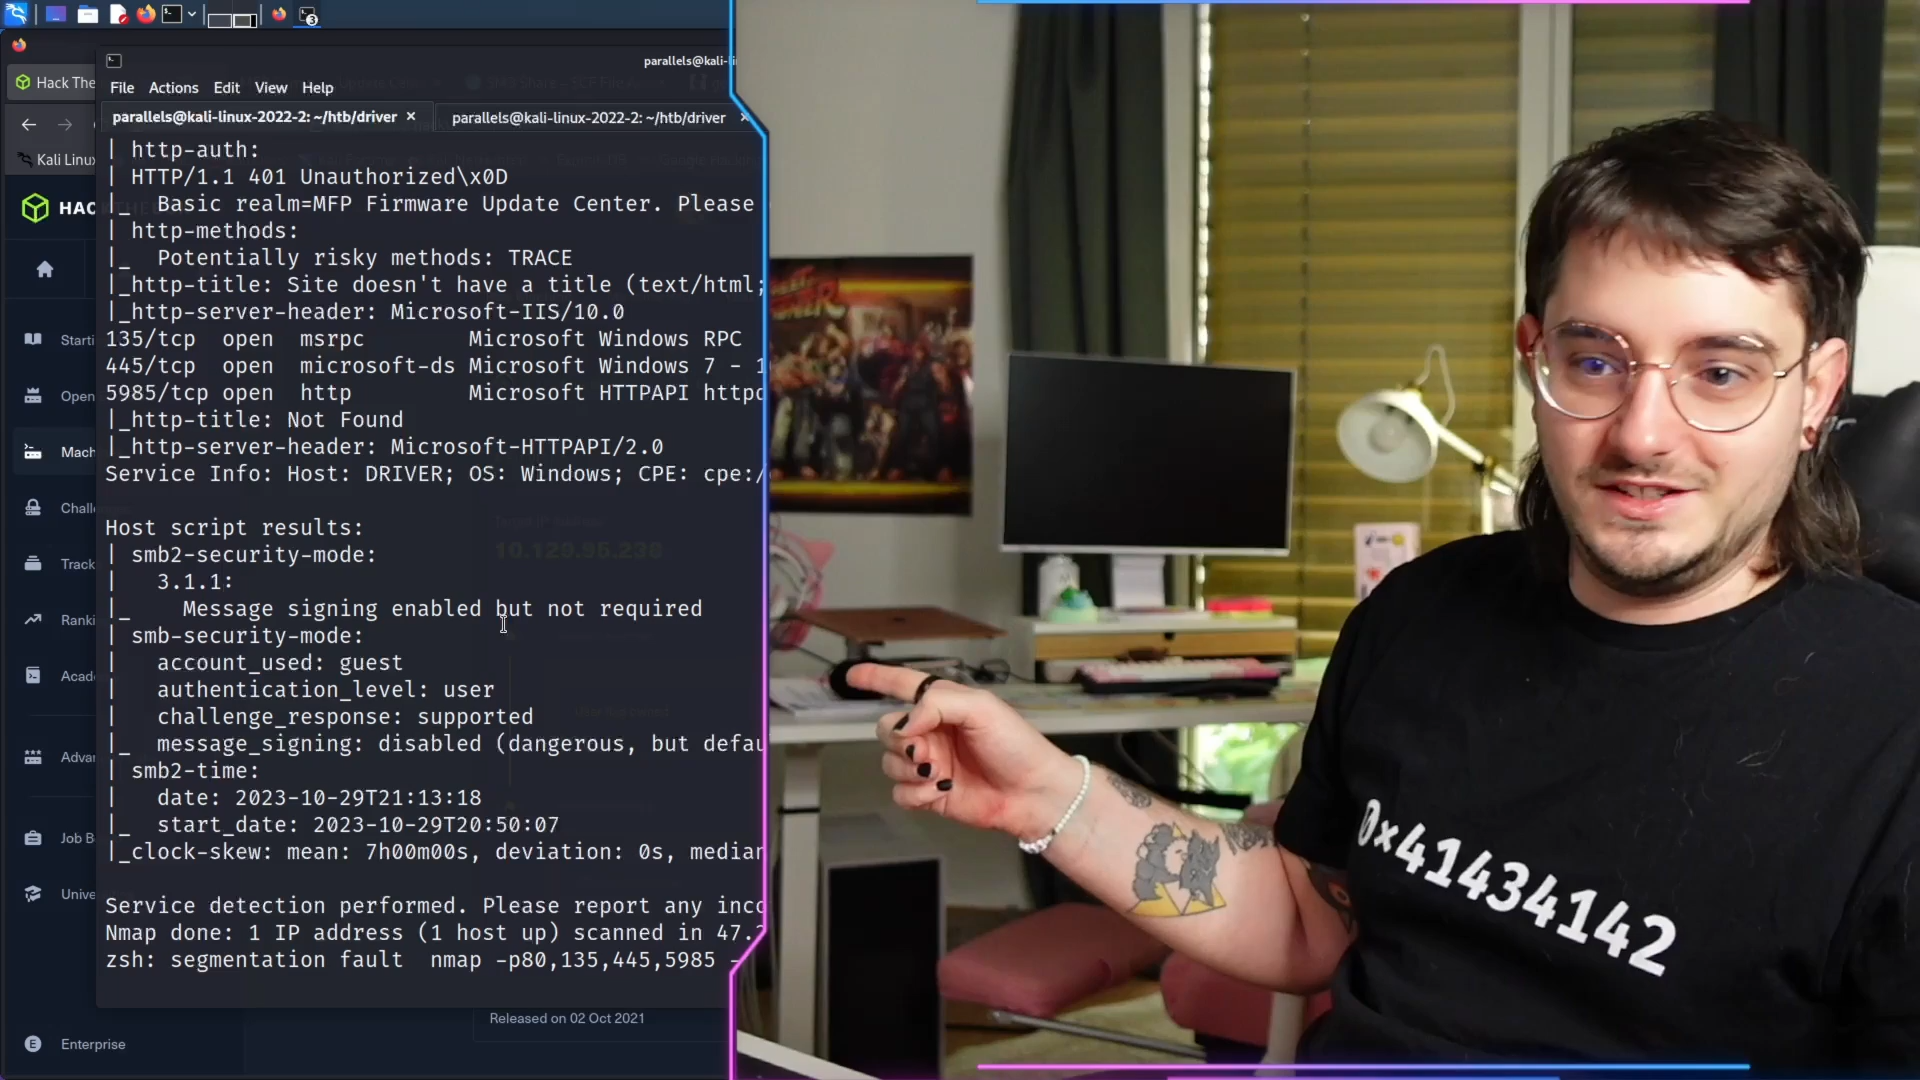 parallels@kali-li
Hack The
File Actions Edit View Help
parallels@kali-linux-2022-2: ~/htb/driver
parallels@kali-linux-2022-2: ~/htb/driver
Kali Linux
HACK
Starti
Open
Mach
Chall
Track
Ranki
Acad
Advan
Job B
Unive
Enterprise
| http-auth:
| HTTP/1.1 401 Unauthorized\x0D
|_  Basic realm=MFP Firmware Update Center. Please
| http-methods:
|_  Potentially risky methods: TRACE
|_http-title: Site doesn't have a title (text/html;
|_http-server-header: Microsoft-IIS/10.0
135/tcp  open  msrpc        Microsoft Windows RPC
445/tcp  open  microsoft-ds Microsoft Windows 7 - 1
5985/tcp open  http         Microsoft HTTPAPI httpd
|_http-title: Not Found
|_http-server-header: Microsoft-HTTPAPI/2.0
Service Info: Host: DRIVER; OS: Windows; CPE: cpe:/
Host script results:
| smb2-security-mode:
|   3.1.1:
|_    Message signing enabled but not required
| smb-security-mode:
|   account_used: guest
|   authentication_level: user
|   challenge_response: supported
|_  message_signing: disabled (dangerous, but defau
| smb2-time:
|   date: 2023-10-29T21:13:18
|_  start_date: 2023-10-29T20:50:07
|_clock-skew: mean: 7h00m00s, deviation: 0s, median
Service detection performed. Please report any inco
Nmap done: 1 IP address (1 host up) scanned in 47.2
zsh: segmentation fault  nmap -p80,135,445,5985 -
10.129.95.238
Released on 02 Oct 2021
3
0x41434142